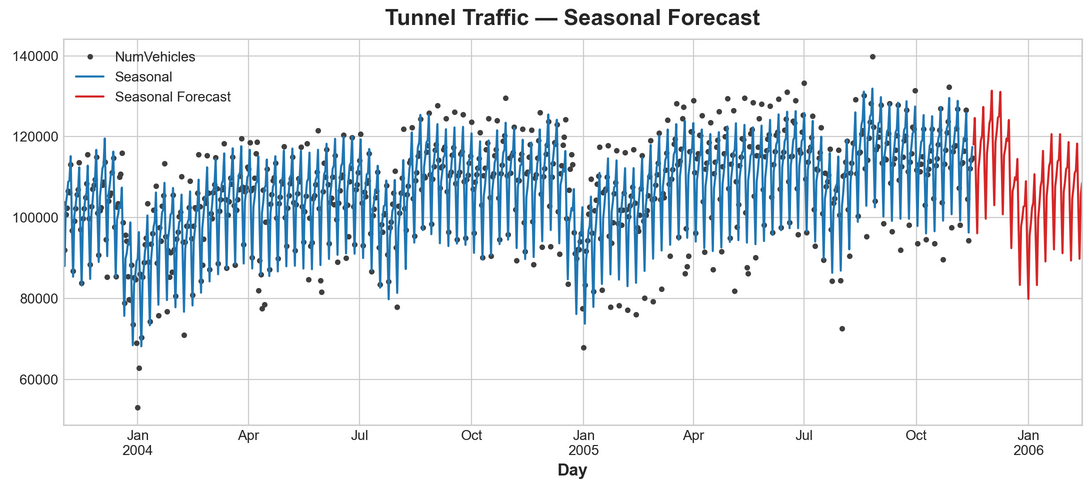 Tunnel Traffic — Seasonal Forecast
NumVehicles
Seasonal
Seasonal Forecast
140000
120000
100000
80000
60000
Jan Apr Jul Oct Jan Apr Jul Oct Jan
2004 2005 2006
Day